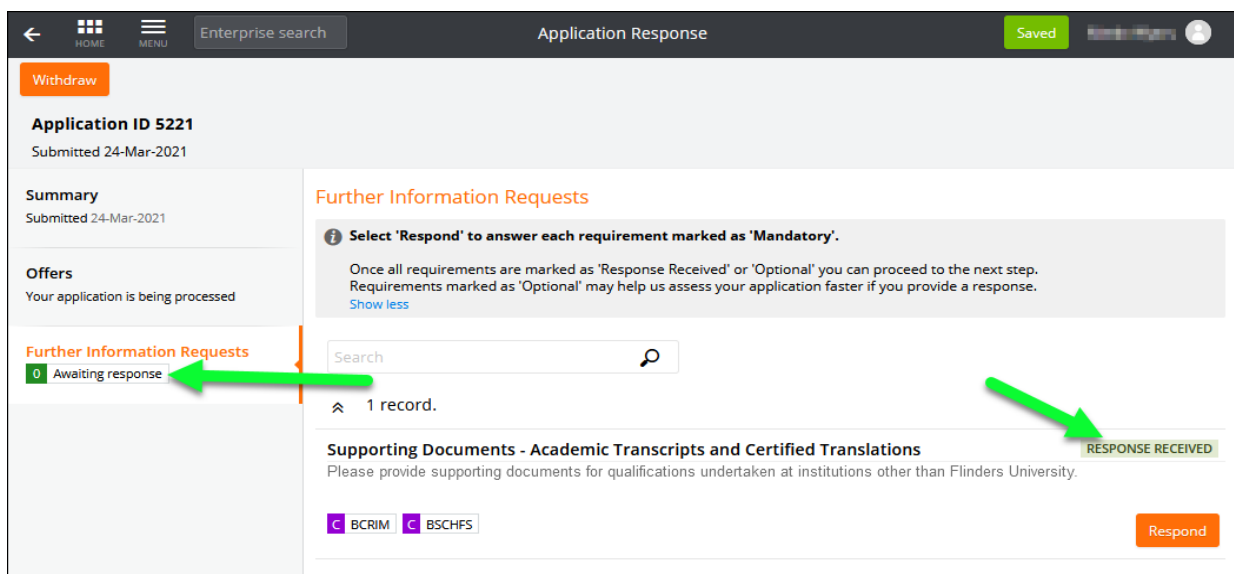 HOME
MENU
Enterprise search
Application Response
Saved
Withdraw
Application ID 5221
Submitted 24-Mar-2021
Summary
Submitted 24-Mar-2021
Offers
Your application is being processed
Further Information Requests
0 Awaiting response
Further Information Requests
Select 'Respond' to answer each requirement marked as 'Mandatory'.
Once all requirements are marked as 'Response Received' or 'Optional' you can proceed to the next step.
Requirements marked as 'Optional' may help us assess your application faster if you provide a response.
Show less
Search
1 record.
Supporting Documents - Academic Transcripts and Certified Translations
RESPONSE RECEIVED
Please provide supporting documents for qualifications undertaken at institutions other than Flinders University.
C BCRIM C BSCHFS
Respond